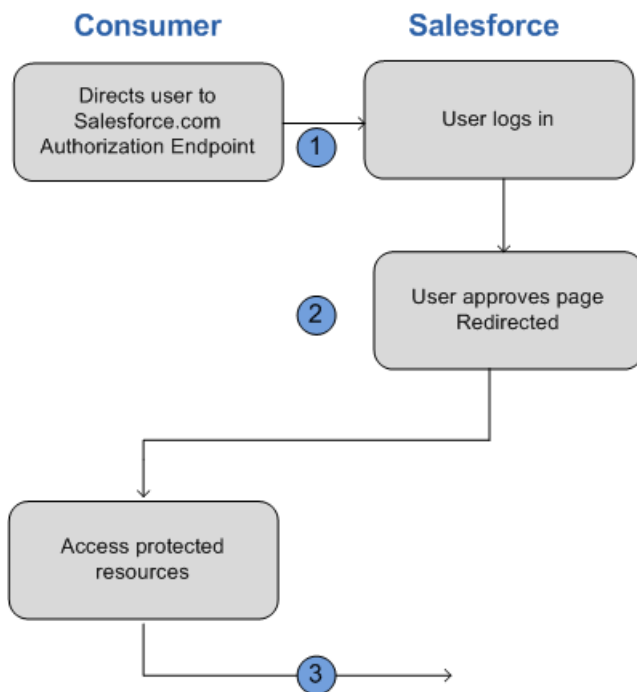 Consumer
Salesforce
Directs user to
Salesforce.com
Authorization Endpoint
1
User logs in
2
User approves page
Redirected
Access protected
resources
3